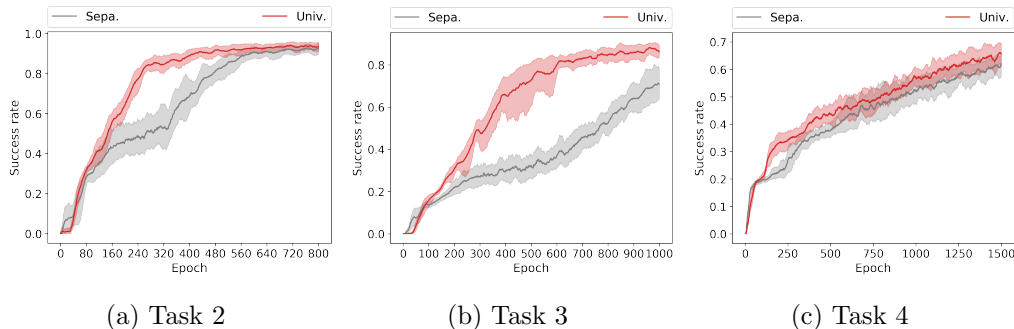 Sepa. Univ.
1.0
0.8
0.6
0.4
0.2
0.0
Success rate
0 80 160 240 320 400 480 560 640 720 800
Epoch
(a) Task 2
Sepa. Univ.
0.8
0.6
0.4
0.2
0.0
Success rate
0 100 200 300 400 500 600 700 800 900 1000
Epoch
(b) Task 3
Sepa. Univ.
0.7
0.6
0.5
0.4
0.3
0.2
0.1
0.0
Success rate
0 250 500 750 1000 1250 1500
Epoch
(c) Task 4